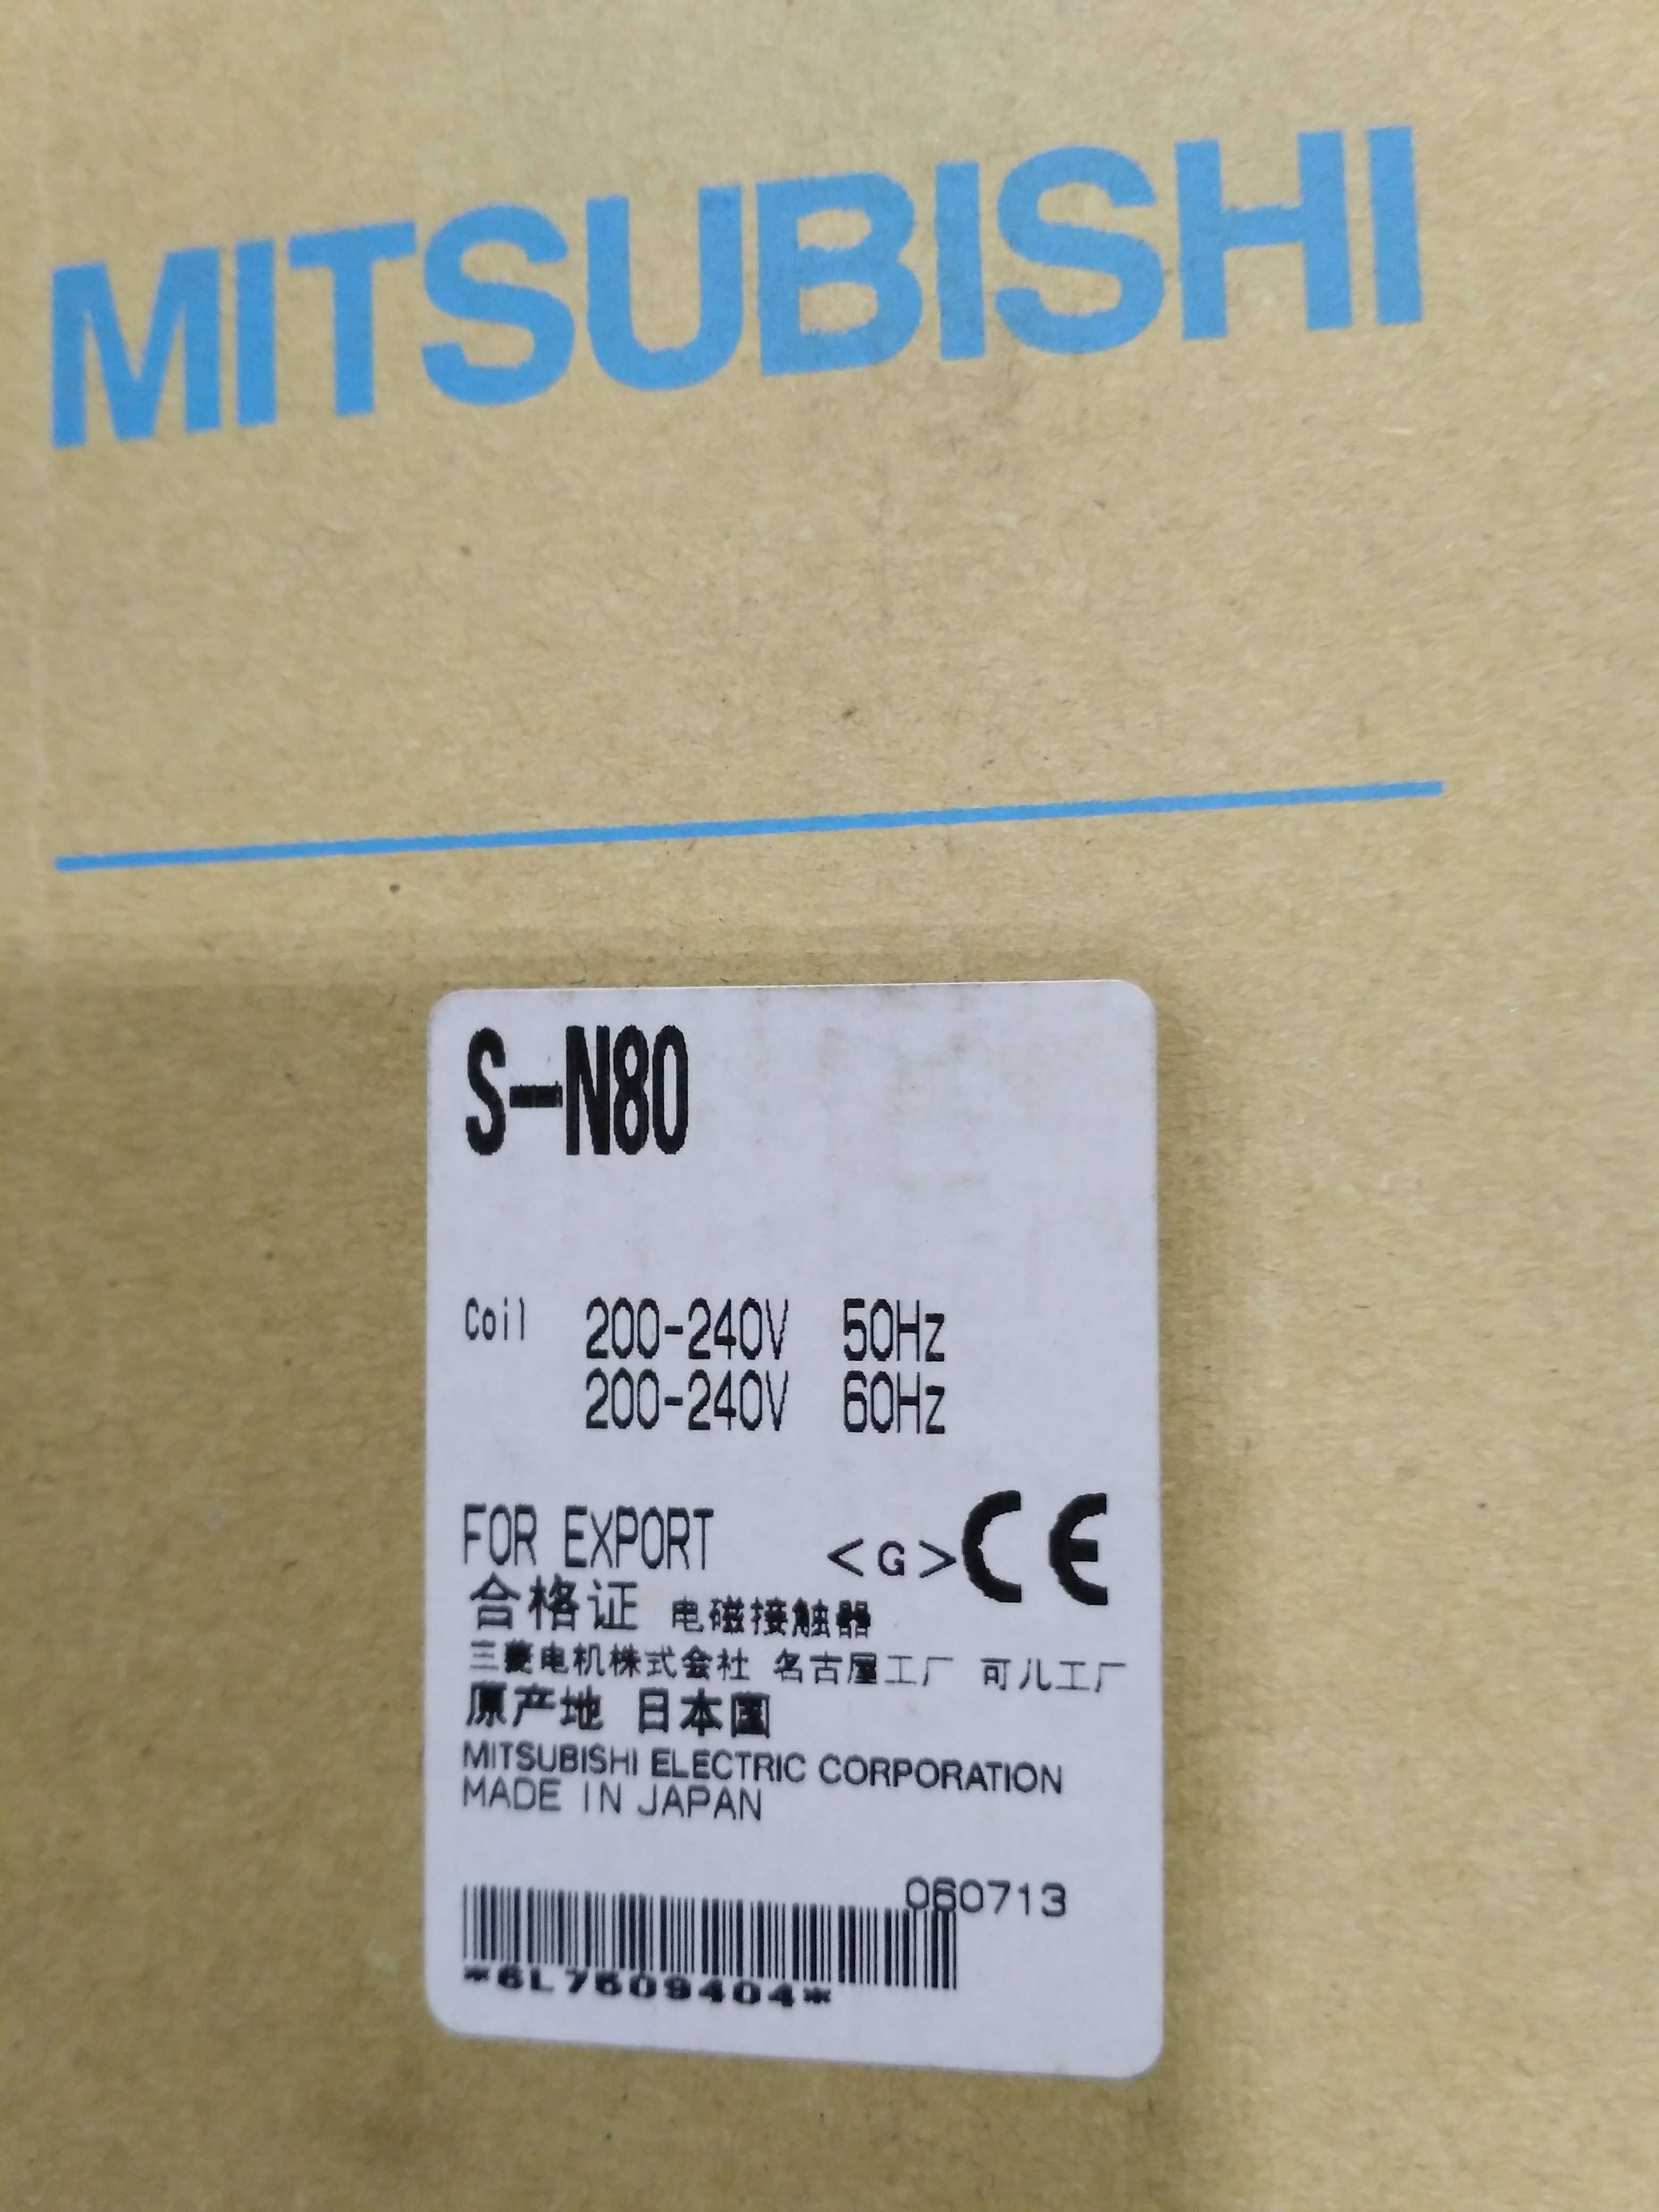 MITSUBISHI
S-N80
Coil 200-240V 50Hz
200-240V 60Hz
FOR EXPORT <G> CE
合格证 电磁接触器
三菱电机株式会社 名古屋工厂 可儿工厂
原产地 日本国
MITSUBISHI ELECTRIC CORPORATION
MADE IN JAPAN
060713
*6L7509404*